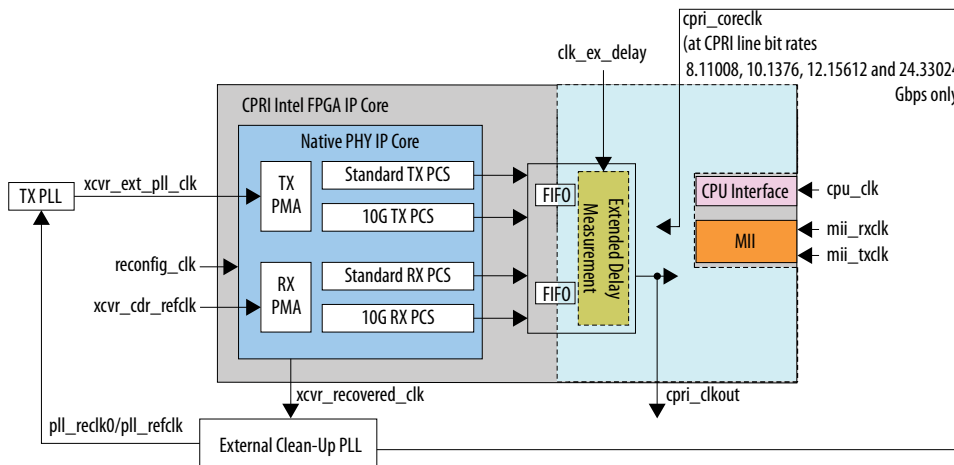 cpri_coreclk
(at CPRI line bit rates
8.11008, 10.1376, 12.15612 and 24.33024
Gbps only
clk_ex_delay
CPRI Intel FPGA IP Core
Native PHY IP Core
TX PLL
xcvr_ext_pll_clk
TX
PMA
Standard TX PCS
10G TX PCS
FIFO
Extended Delay
Measurement
CPU Interface
cpu_clk
MII
mii_rxclk
mii_txclk
reconfig_clk
xcvr_cdr_refclk
RX
PMA
Standard RX PCS
10G RX PCS
FIFO
xcvr_recovered_clk
cpri_clkout
pll_reclk0/pll_refclk
External Clean-Up PLL